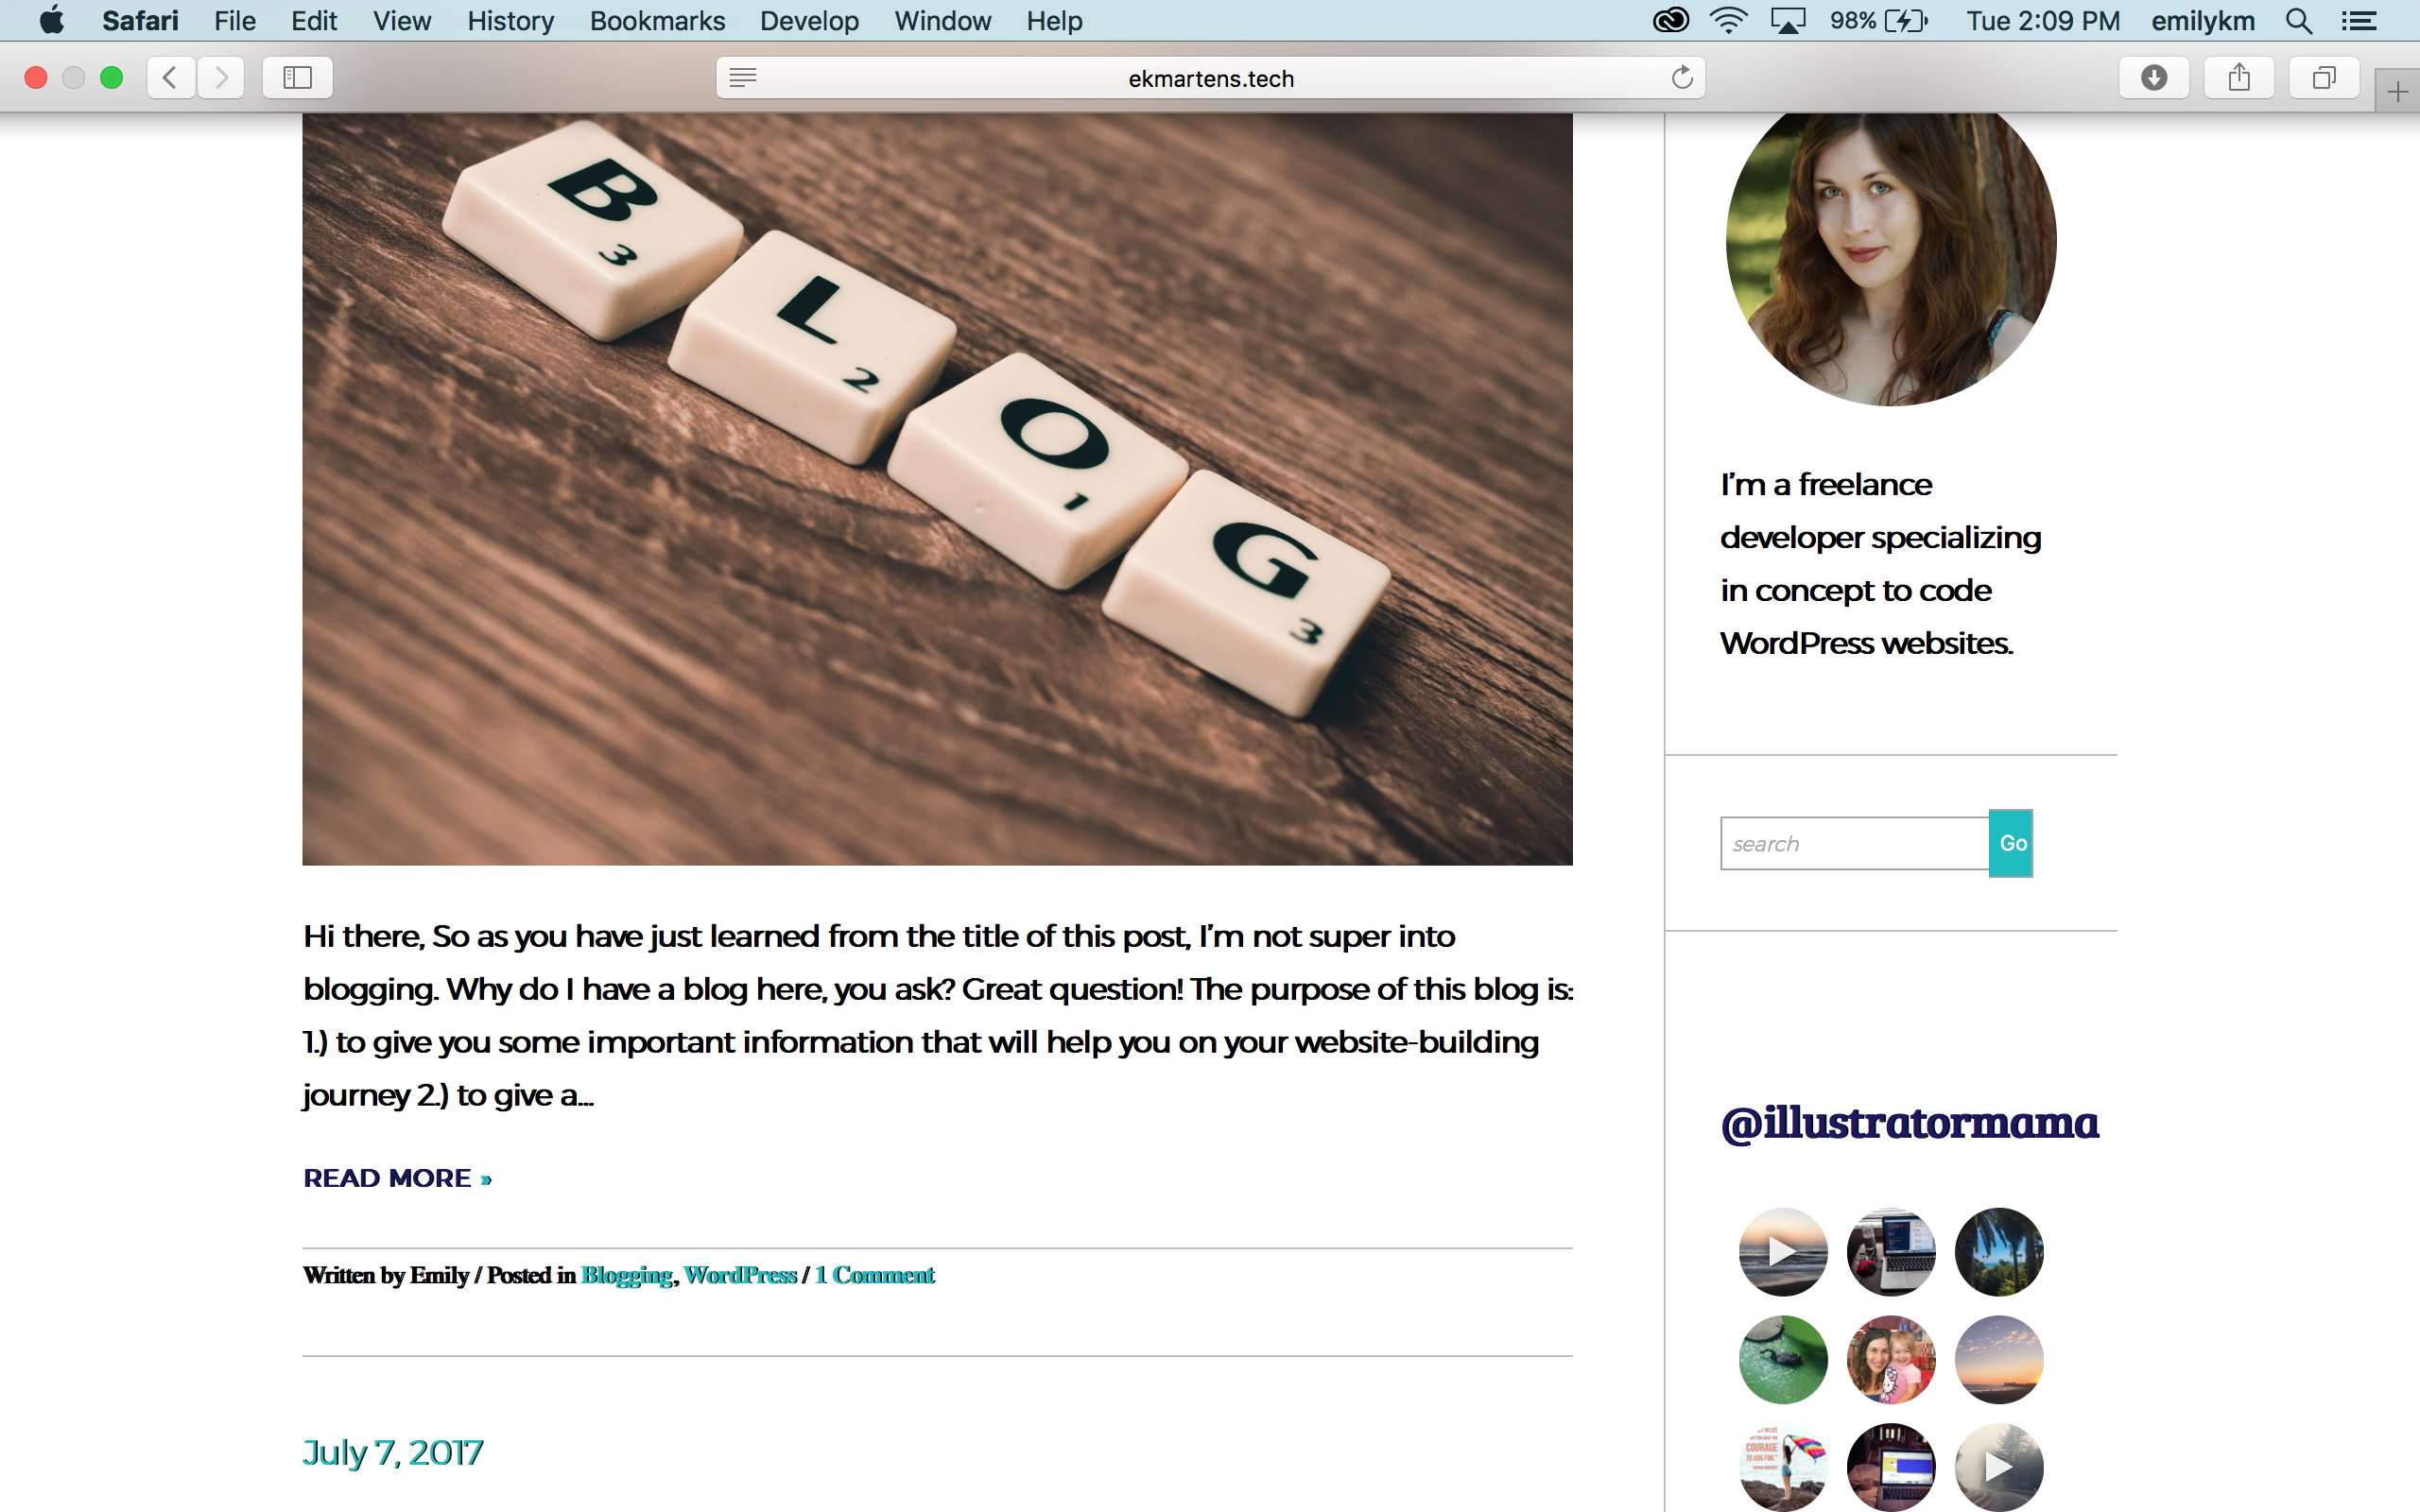 Safari File Edit View History Bookmarks Develop Window Help 98% Tue 2:09 PM emilykm
ekmartens.tech
B 3
L 2
O 1
G 3
Hi there, So as you have just learned from the title of this post, I’m not super into
blogging. Why do I have a blog here, you ask? Great question! The purpose of this blog is:
1.) to give you some important information that will help you on your website-building
journey 2.) to give a...
READ MORE »
Written by Emily / Posted in Blogging, WordPress / 1 Comment
July 7, 2017
I’m a freelance
developer specializing
in concept to code
WordPress websites.
search Go
@illustratormama
COURAGE